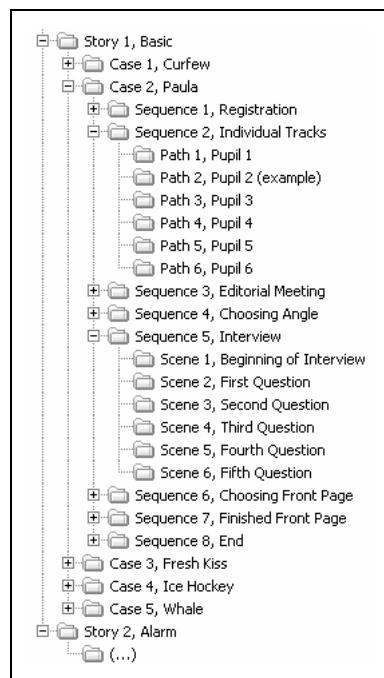 Story 1, Basic
Case 1, Curfew
Case 2, Paula
Sequence 1, Registration
Sequence 2, Individual Tracks
Path 1, Pupil 1
Path 2, Pupil 2 (example)
Path 3, Pupil 3
Path 4, Pupil 4
Path 5, Pupil 5
Path 6, Pupil 6
Sequence 3, Editorial Meeting
Sequence 4, Choosing Angle
Sequence 5, Interview
Scene 1, Beginning of Interview
Scene 2, First Question
Scene 3, Second Question
Scene 4, Third Question
Scene 5, Fourth Question
Scene 6, Fifth Question
Sequence 6, Choosing Front Page
Sequence 7, Finished Front Page
Sequence 8, End
Case 3, Fresh Kiss
Case 4, Ice Hockey
Case 5, Whale
Story 2, Alarm
(...)